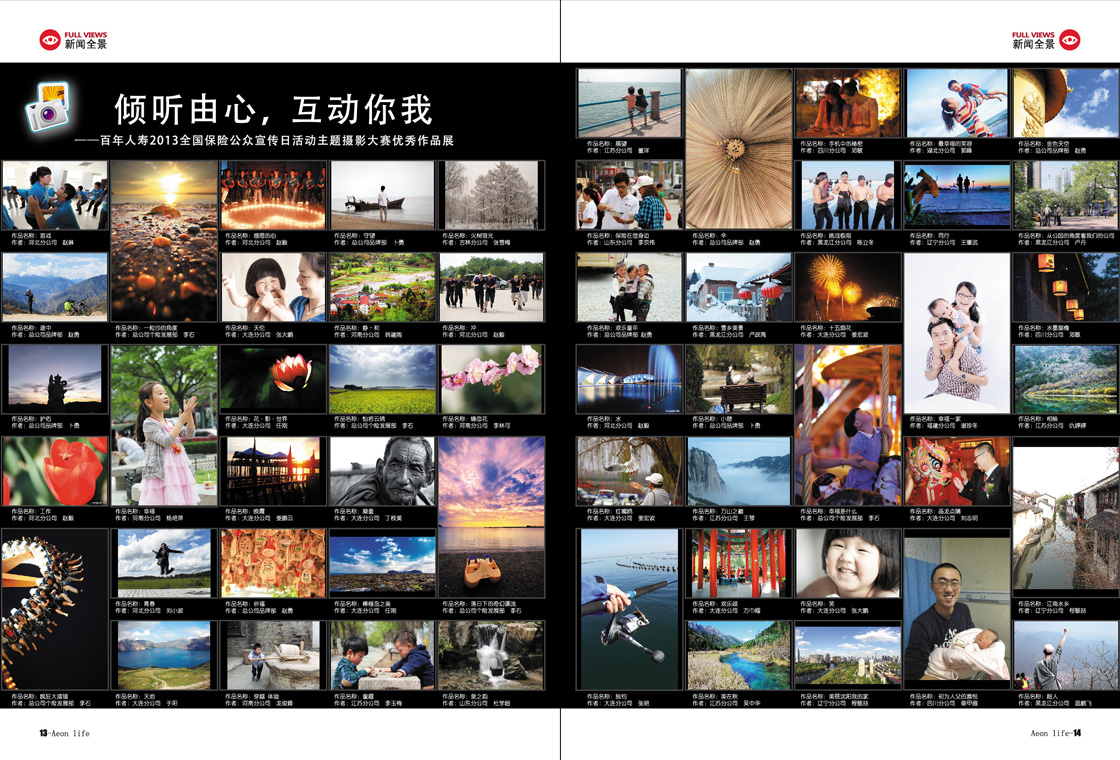 FULL VIEWS
新闻全景
倾听由心，互动你我
——百年人寿2013全国保险公众宣传日活动主题摄影大赛优秀作品展
作品名称：游戏
作者：河北分公司 赵粥
作品名称：感恩的心
作者：河北分公司 赵毅
作品名称：守望
作者：总公司品牌部 卜勇
作品名称：火树银光
作者：吉林分公司 张雪梅
作品名称：途中
作者：总公司品牌部 赵勇
作品名称：一粒沙的角度
作者：总公司个险发展部 李石
作品名称：天伦
作者：大连分公司 张大鹏
作品名称：静·和
作者：河南分公司 韩建阁
作品名称：冲
作者：河北分公司 赵毅
作品名称：护佑
作者：总公司品牌部 卜勇
作品名称：花·影·世界
作者：大连分公司 任刚
作者：总公司个险发展部 李石
作品名称：蜂恋花
作者：河南分公司 李林可
作品名称：工作
作者：河北分公司 赵毅
作品名称：幸福
作者：河南分公司 杨艳萍
作品名称：晚霞
作者：大连分公司 姜鹏云
作品名称：凝重
作者：大连分公司 丁枝美
作品名称：青春
作者：河北分公司 刘小波
作品名称：祈福
作者：总公司品牌部 赵勇
作品名称：棒棰岛之美
作者：大连分公司 任刚
作品名称：落日下的奇幻漂流
作者：总公司个险发展部 李石
作品名称：疯狂大摆锤
作者：总公司个险发展部 李石
作品名称：天池
作者：大连分公司 于阳
作品名称：穿越 体验
作者：河南分公司 龙俊峰
作品名称：童趣
作者：江苏分公司 李玉梅
作品名称：泉之韵
作者：山东分公司 杜学超
13-Aeon life
FULL VIEWS
新闻全景
作品名称：展望
作者：江苏分公司 董洋
作品名称：手机中的秘密
作者：四川分公司 邓敏
作品名称：最幸福的笑容
作者：湖北分公司 郭臻
作品名称：金色天空
作者：总公司品牌部 赵勇
作品名称：保险在您身边
作者：山东分公司 李宗伟
作品名称：伞
作者：总公司品牌部 赵勇
作品名称：挑战极限
作者：黑龙江分公司 陈立冬
作品名称：同行
作者：辽宁分公司 王肇武
作品名称：从公园的角度看我们的公司
作者：黑龙江分公司 卢丹
作品名称：欢乐童年
作者：总公司品牌部 赵勇
作品名称：雪乡美景
作者：黑龙江分公司 卢政禹
作品名称：十五烟花
作者：大连分公司 姜宏波
作品名称：水墨屋檐
作者：四川分公司 邓敏
作品名称：水
作者：河北分公司 赵毅
作品名称：小憩
作者：总公司品牌部 卜勇
作品名称：幸福一家
作者：福建分公司 谢珍冬
作品名称：初晚
作者：江苏分公司 仇婷婷
作品名称：红嘴鸥
作者：大连分公司 姜宏波
作品名称：万山之巅
作者：江苏分公司 王琴
作品名称：幸福是什么
作者：总公司个险发展部 李石
作品名称：画龙点睛
作者：大连分公司 刘志明
作品名称：欢乐颂
作者：大连分公司 万巾幗
作品名称：笑
作者：大连分公司 张大鹏
作品名称：江南水乡
作者：辽宁分公司 程敏喆
作品名称：独钓
作者：大连分公司 张艳
作品名称：美在秋
作者：江苏分公司 吴中华
作品名称：美丽沈阳我的家
作者：辽宁分公司 程敏喆
作品名称：初为人父的喜悦
作者：四川分公司 秦甲雍
作品名称：超人
作者：黑龙江分公司 温鹏飞
Aeon life-14